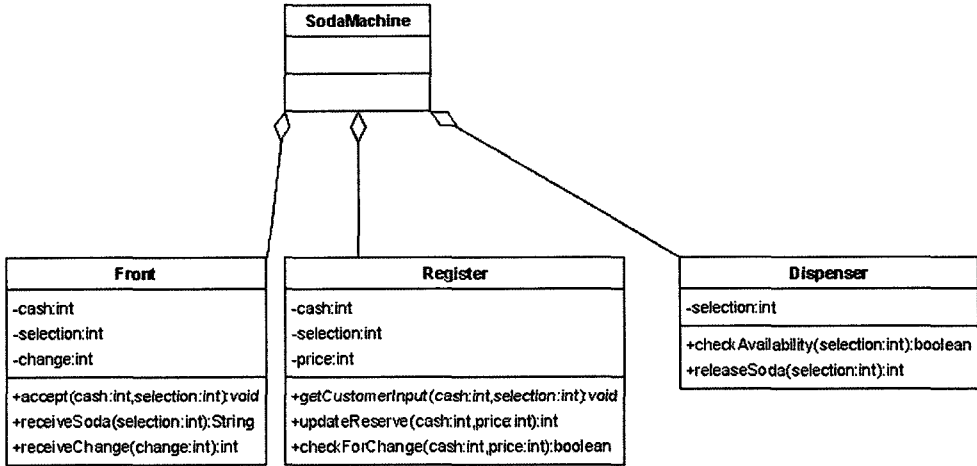 SodaMachine
Front
-cash:int
-selection:int
-change:int
+accept(cash:int,selection:int):void
+receiveSoda(selection:int):String
+receiveChange(change:int):int
Register
-cash:int
-selection:int
-price:int
+getCustomerInput(cash:int,selection:int):void
+updateReserve(cash:int,price:int):int
+checkForChange(cash:int,price:int):boolean
Dispenser
-selection:int
+checkAvailability(selection:int):boolean
+releaseSoda(selection:int):int